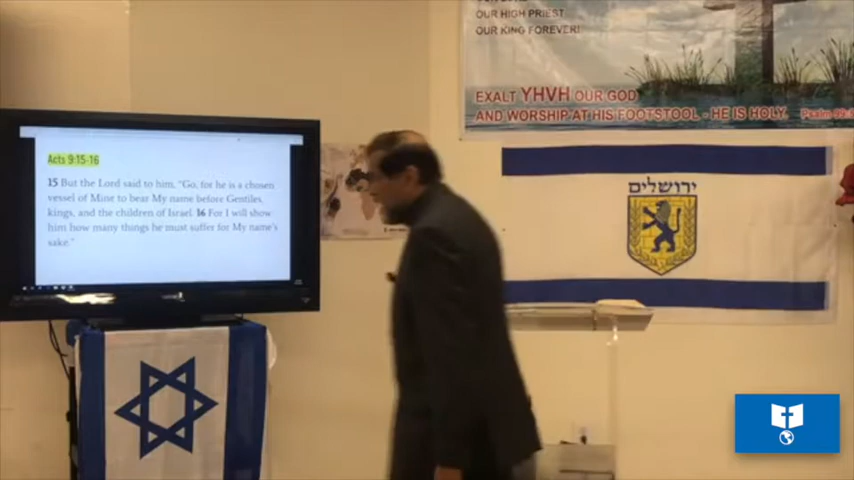 OUR HIGH PRIEST
OUR KING FOREVER!
EXALT YHVH OUR GOD
AND WORSHIP AT HIS FOOTSTOOL - HE IS HOLY. Psalm 99:5
Acts 9:15-16
15 But the Lord said to him, "Go, for he is a chosen
vessel of Mine to bear My name before Gentiles,
kings, and the children of Israel. 16 For I will show
him how many things he must suffer for My name's
sake."
ירושלים